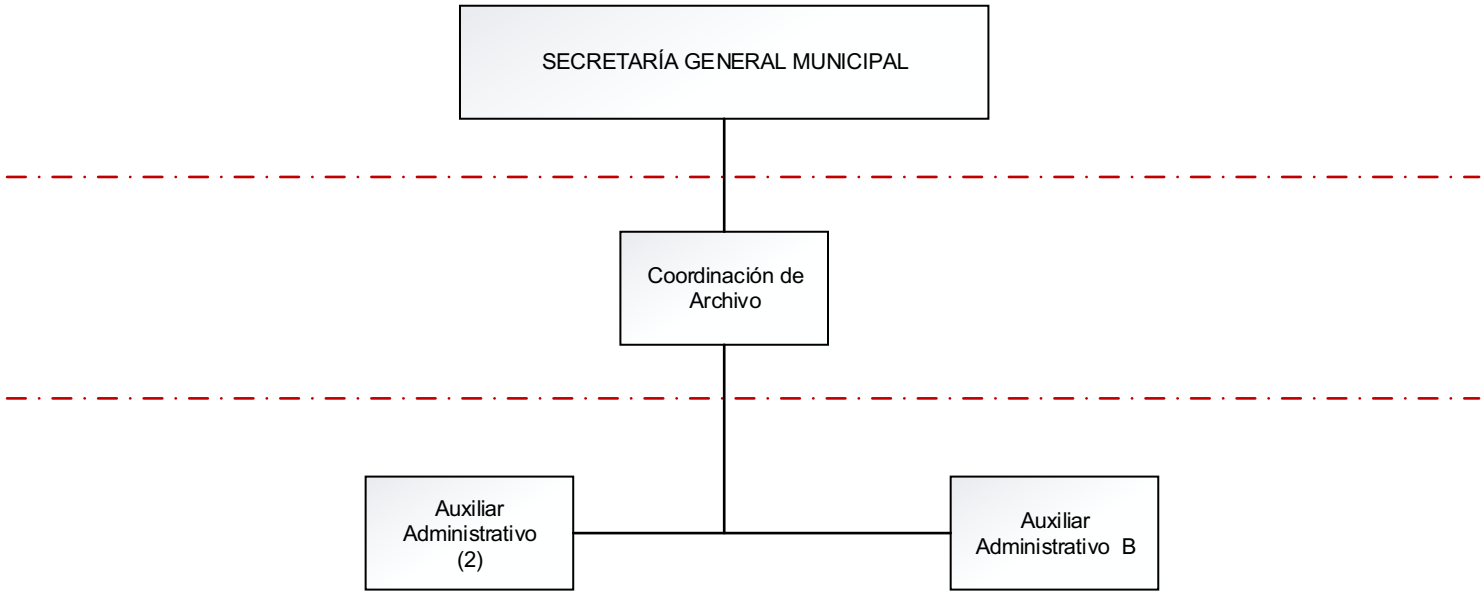 SECRETARÍA GENERAL MUNICIPAL
Coordinación de
Archivo
Auxiliar
Administrativo
(2)
Auxiliar
Administrativo B